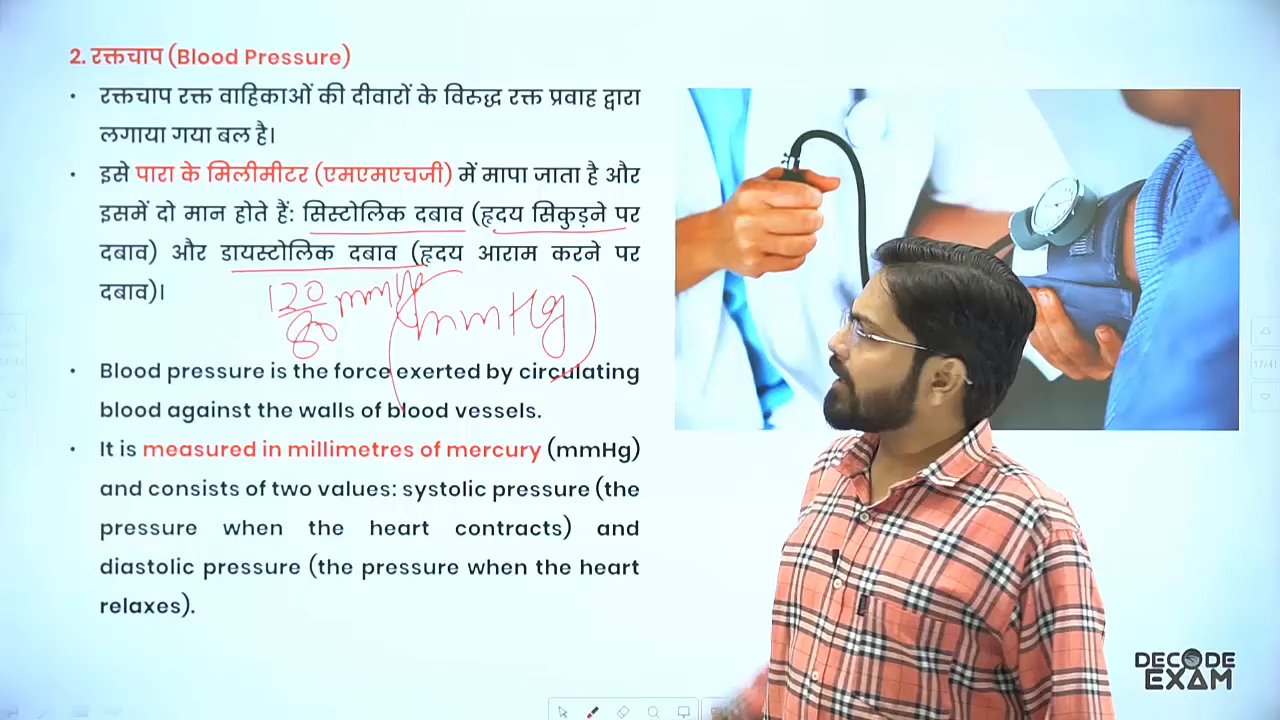 2. रक्तचाप (Blood Pressure)
• रक्तचाप रक्त वाहिकाओं की दीवारों के विरुद्ध रक्त प्रवाह द्वारा
लगाया गया बल है।
• इसे पारा के मिलीमीटर (एमएमएचजी) में मापा जाता है और
इसमें दो मान होते हैं: सिस्टोलिक दबाव (हृदय सिकुड़ने पर
दबाव) और डायस्टोलिक दबाव (हृदय आराम करने पर
दबाव)।
120
80 mmHg
(mmHg)
• Blood pressure is the force exerted by circulating
blood against the walls of blood vessels.
• It is measured in millimetres of mercury (mmHg)
and consists of two values: systolic pressure (the
pressure when the heart contracts) and
diastolic pressure (the pressure when the heart
relaxes).
17/41
DECODE
EXAM